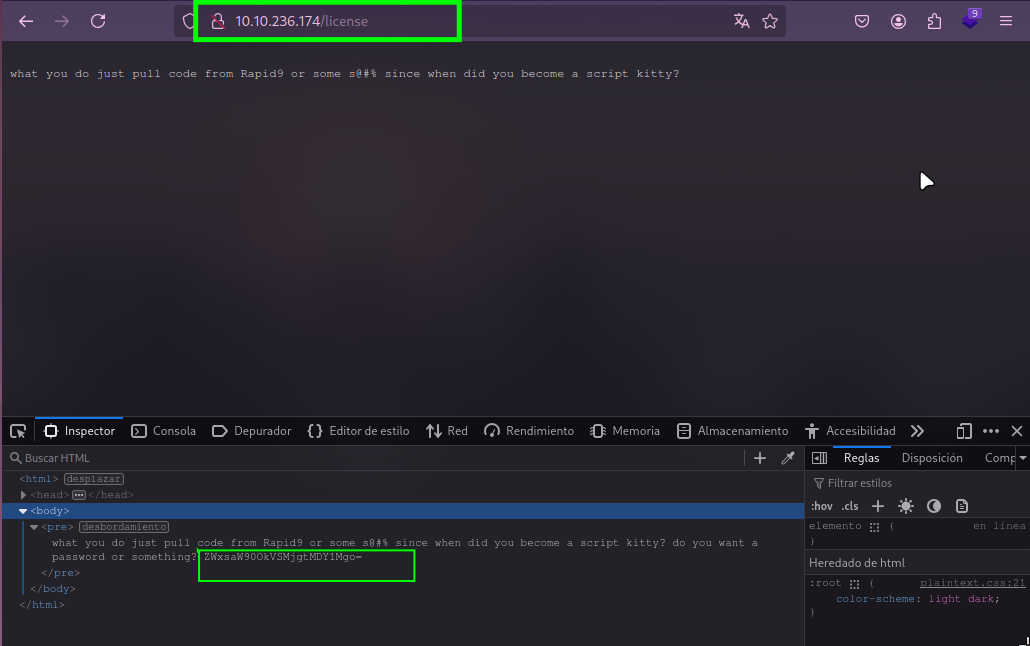 10.10.236.174/license
9
what you do just pull code from Rapid9 or some s@#% since when did you become a script kitty?
Inspector Consola Depurador Editor de estilo Red Rendimiento Memoria Almacenamiento Accesibilidad
Buscar HTML
Reglas Disposición Comp
<html> desplazar
Filtrar estilos
<head> </head>
:hov .cls
<body>
<pre> desbordamiento
elemento { en línea
}
what you do just pull code from Rapid9 or some s@#% since when did you become a script kitty? do you want a
password or something? ZWxsaW90OkVSMjgtMDY1Mgo=
Heredado de html
</pre>
:root { plaintext.css:21
</body>
color-scheme: light dark;
</html>
}